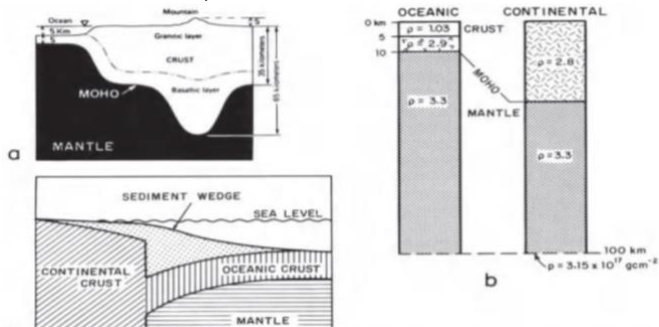 Ocean
Mountain
5
5 Km
5
Granitic layer
CRUST
35 kilometers
65 kilometers
MOHO
Basaltic layer
MANTLE
a
OCEANIC
CONTINENTAL
0 km
5
10
ρ = 1.03
ρ = 2.9
CRUST
MOHO
MANTLE
ρ = 2.8
ρ = 3.3
ρ = 3.3
100 km
ρ = 3.15 x 10¹⁷ gcm⁻²
b
SEDIMENT WEDGE
SEA LEVEL
CONTINENTAL
CRUST
OCEANIC CRUST
MANTLE